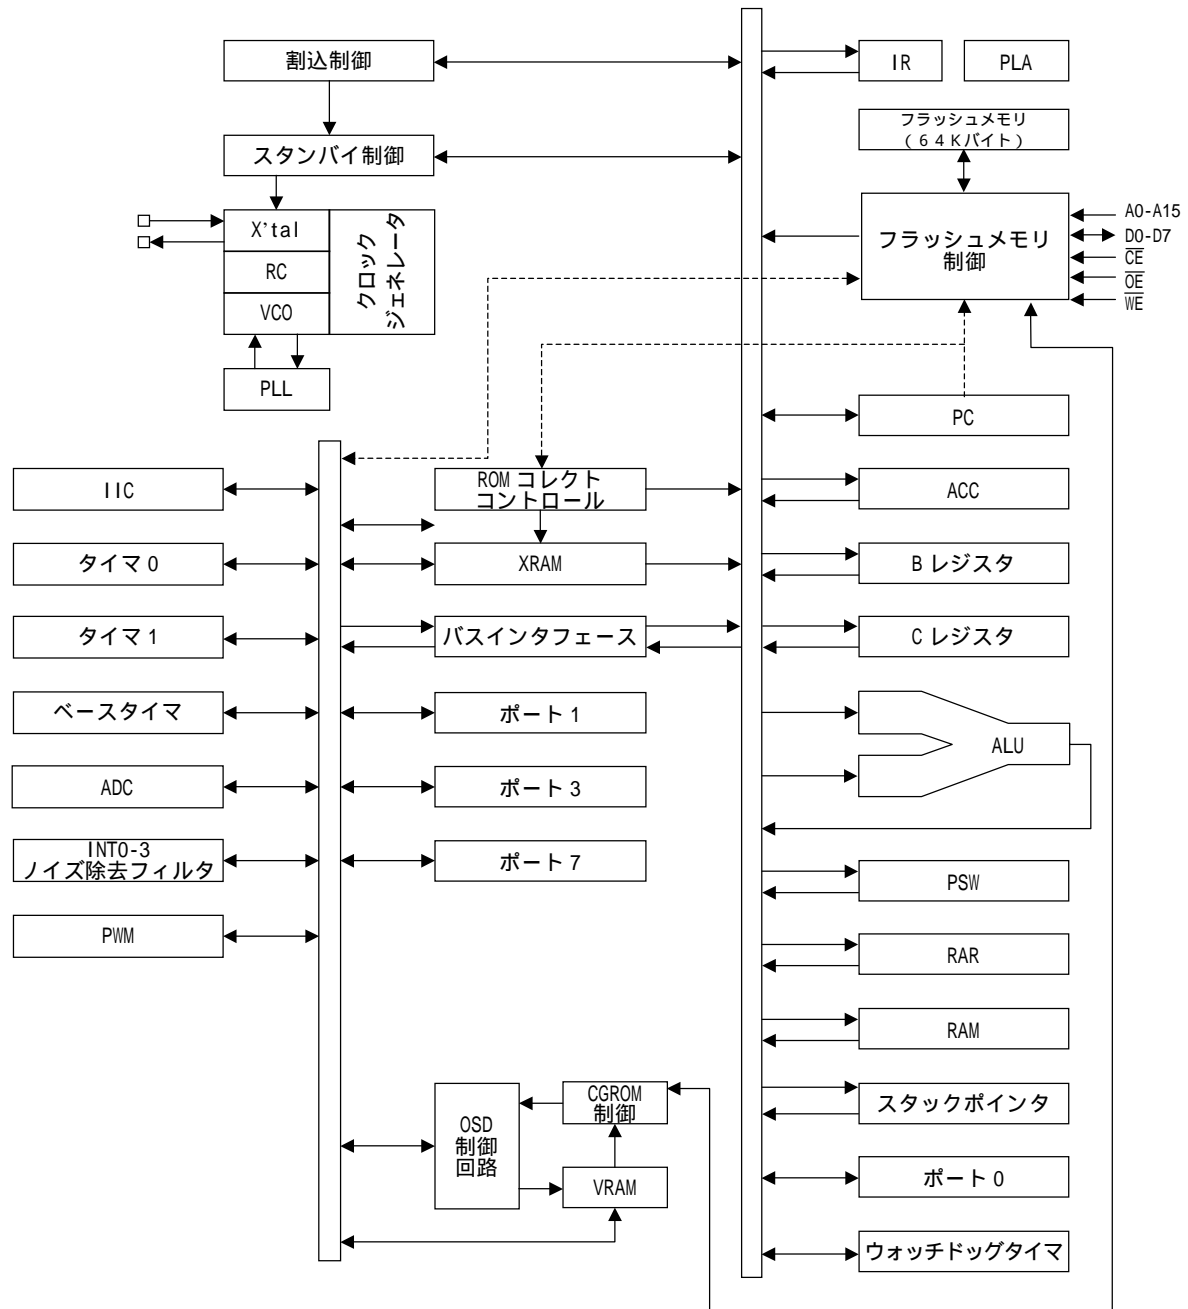 割込制御
スタンバイ制御
X'tal
RC
VCO
クロック
ジェネレータ
PLL
IR
PLA
フラッシュメモリ
(64Kバイト)
フラッシュメモリ
制御
A0-A15
D0-D7
CE
OE
WE
PC
ACC
Bレジスタ
Cレジスタ
ALU
PSW
RAR
RAM
スタックポインタ
ポート0
ウォッチドッグタイマ
IIC
タイマ0
タイマ1
ベースタイマ
ADC
INT0-3
ノイズ除去フィルタ
PWM
ROMコレクト
コントロール
XRAM
バスインタフェース
ポート1
ポート3
ポート7
OSD
制御
回路
CGROM
制御
VRAM